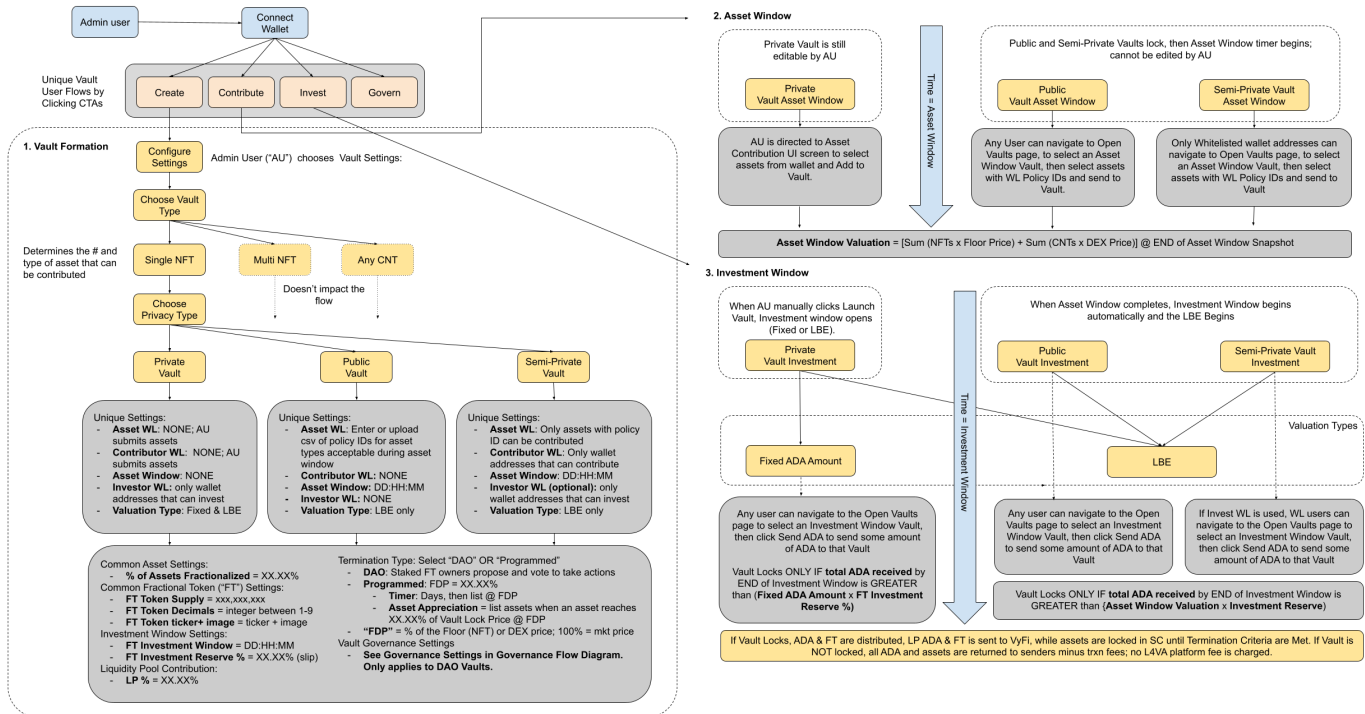 Admin user
Connect
Wallet
Unique Vault
User Flows by
Clicking CTAs
Create
Contribute
Invest
Govern
1. Vault Formation
Configure
Settings
Admin User ("AU") chooses Vault Settings:
Choose Vault
Type
Determines the # and
type of asset that can
be contributed
Single NFT
Multi NFT
Any CNT
Doesn't impact the
flow
Choose
Privacy Type
Private
Vault
Public
Vault
Semi-Private
Vault
Unique Settings:
- Asset WL: NONE; AU
submits assets
- Contributor WL: NONE; AU
submits assets
- Asset Window: NONE
- Investor WL: only wallet
addresses that can invest
- Valuation Type: Fixed & LBE
Unique Settings:
- Asset WL: Enter or upload
csv of policy IDs for asset
types acceptable during asset
window
- Contributor WL: NONE
- Asset Window: DD:HH:MM
- Investor WL: NONE
- Valuation Type: LBE only
Unique Settings:
- Asset WL: Only assets with policy
ID can be contributed
- Contributor WL: Only wallet
addresses that can contribute
- Asset Window: DD:HH:MM
- Investor WL (optional): only
wallet addresses that can invest
- Valuation Type: LBE only
Common Asset Settings:
- % of Assets Fractionalized = XX.XX%
Common Fractional Token ("FT") Settings:
- FT Token Supply = xxx,xxx,xxx
- FT Token Decimals = integer between 1-9
- FT Token ticker+ image = ticker + image
Investment Window Settings:
- FT Investment Window = DD:HH:MM
- FT Investment Reserve % = XX.XX% (slip)
Liquidity Pool Contribution:
- LP % = XX.XX%
Termination Type: Select "DAO" OR "Programmed"
- DAO: Staked FT owners propose and vote to take actions
- Programmed: FDP = XX.XX%
- Timer: Days, then list @ FDP
- Asset Appreciation = list assets when an asset reaches
XX.XX% of Vault Lock Price @ FDP
- "FDP" = % of the Floor (NFT) or DEX price; 100% = mkt price
Vault Governance Settings
- See Governance Settings in Governance Flow Diagram.
Only applies to DAO Vaults.
2. Asset Window
Private Vault is still
editable by AU
Private
Vault Asset Window
AU is directed to Asset
Contribution UI screen to select
assets from wallet and Add to
Vault.
Time = Asset Window
Public and Semi-Private Vaults lock, then Asset Window timer begins;
cannot be edited by AU
Public
Vault Asset Window
Semi-Private Vault
Asset Window
Any User can navigate to Open
Vaults page, to select an Asset
Window Vault, then select assets
with WL Policy IDs and send to
Vault.
Only Whitelisted wallet addresses can
navigate to Open Vaults page, to select
an Asset Window Vault, then select
assets with WL Policy IDs and send to
Vault
Asset Window Valuation = [Sum (NFTs x Floor Price) + Sum (CNTs x DEX Price)] @ END of Asset Window Snapshot
3. Investment Window
When AU manually clicks Launch
Vault, Investment window opens
(Fixed or LBE).
Private
Vault Investment
Time = Investment Window
When Asset Window completes, Investment Window begins
automatically and the LBE Begins
Public
Vault Investment
Semi-Private Vault
Investment
Valuation Types
Fixed ADA Amount
LBE
Any user can navigate to the Open Vaults
page to select an Investment Window Vault,
then click Send ADA to send some amount
of ADA to that Vault
Vault Locks ONLY IF total ADA received by
END of Investment Window is GREATER
than (Fixed ADA Amount x FT Investment
Reserve %)
Any user can navigate to the Open
Vaults page to select an Investment
Window Vault, then click Send ADA
to send some amount of ADA to that
Vault
If Invest WL is used, WL users can
navigate to the Open Vaults page to
select an Investment Window Vault,
then click Send ADA to send some
amount of ADA to that Vault
Vault Locks ONLY IF total ADA received by END of Investment Window is
GREATER than {Asset Window Valuation x Investment Reserve)
If Vault Locks, ADA & FT are distributed, LP ADA & FT is sent to VyFi, while assets are locked in SC until Termination Criteria are Met. If Vault is
NOT locked, all ADA and assets are returned to senders minus trxn fees; no L4VA platform fee is charged.